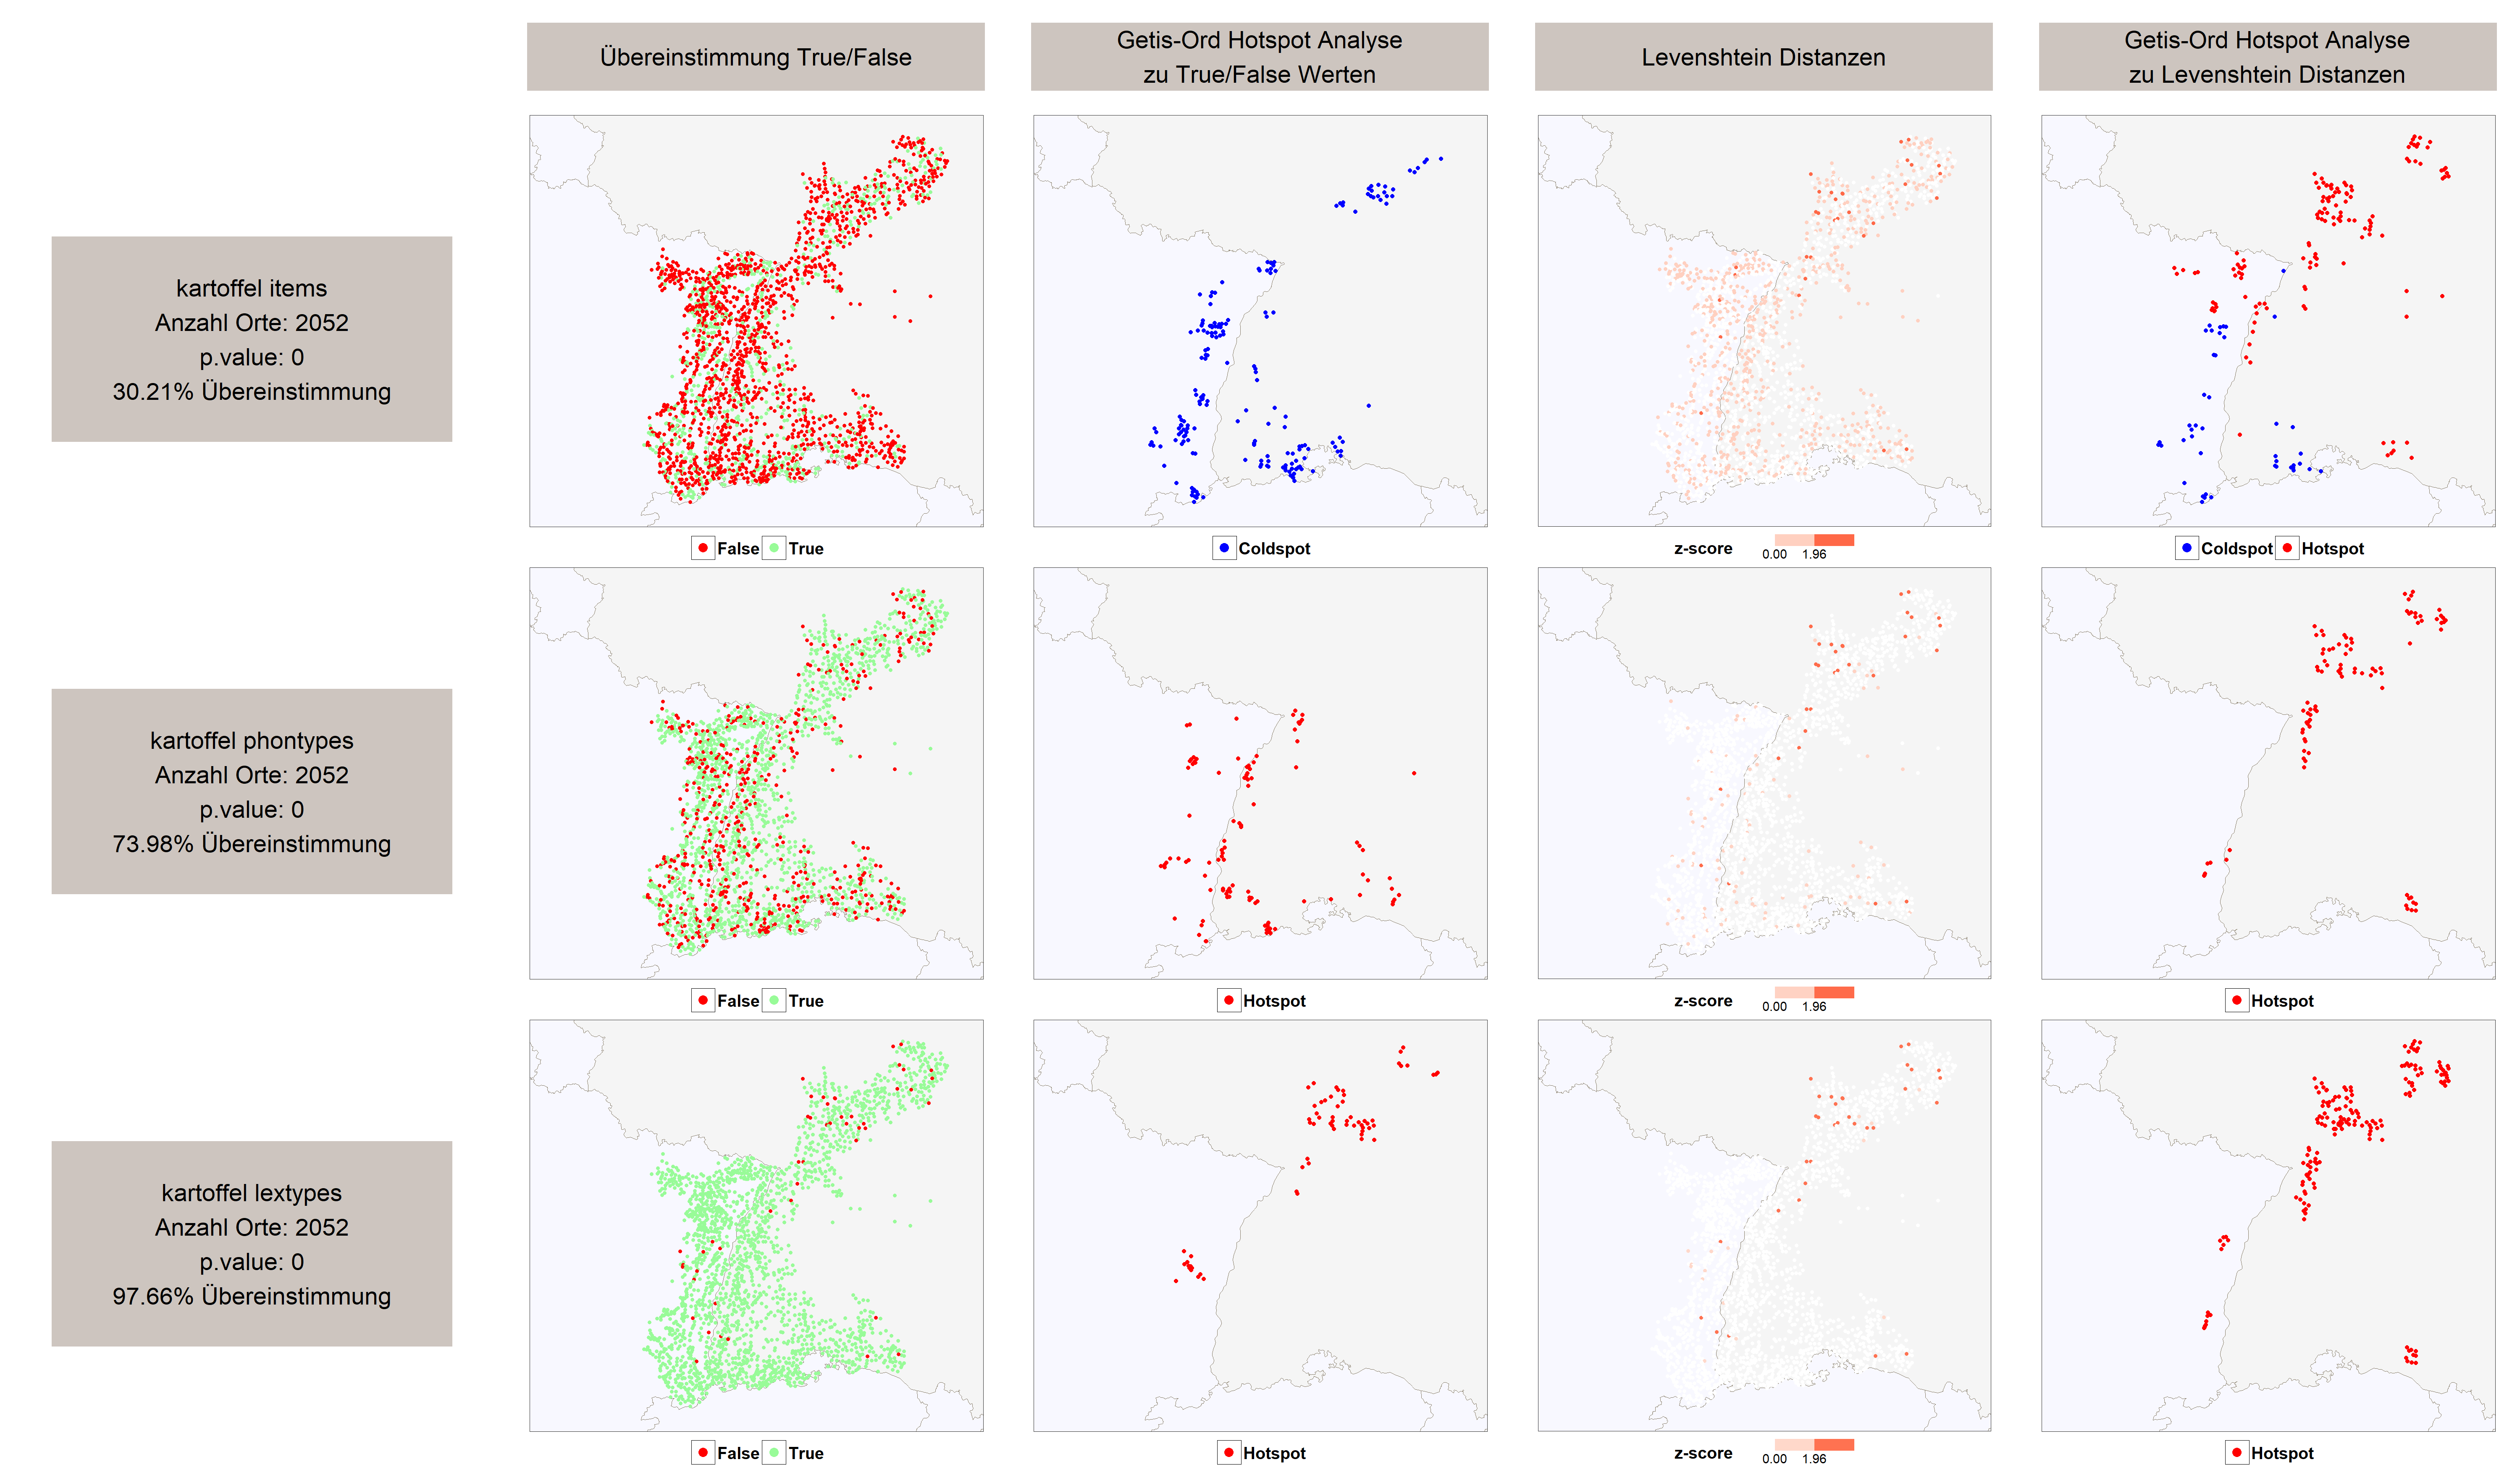 Übereinstimmung True/False
Getis-Ord Hotspot Analyse
zu True/False Werten
Levenshtein Distanzen
Getis-Ord Hotspot Analyse
zu Levenshtein Distanzen
kartoffel items
Anzahl Orte: 2052
p.value: 0
30.21% Übereinstimmung
False True
Coldspot
z-score 0.00 1.96
Coldspot Hotspot
kartoffel phontypes
Anzahl Orte: 2052
p.value: 0
73.98% Übereinstimmung
False True
Hotspot
z-score 0.00 1.96
Hotspot
kartoffel lextypes
Anzahl Orte: 2052
p.value: 0
97.66% Übereinstimmung
False True
Hotspot
z-score 0.00 1.96
Hotspot